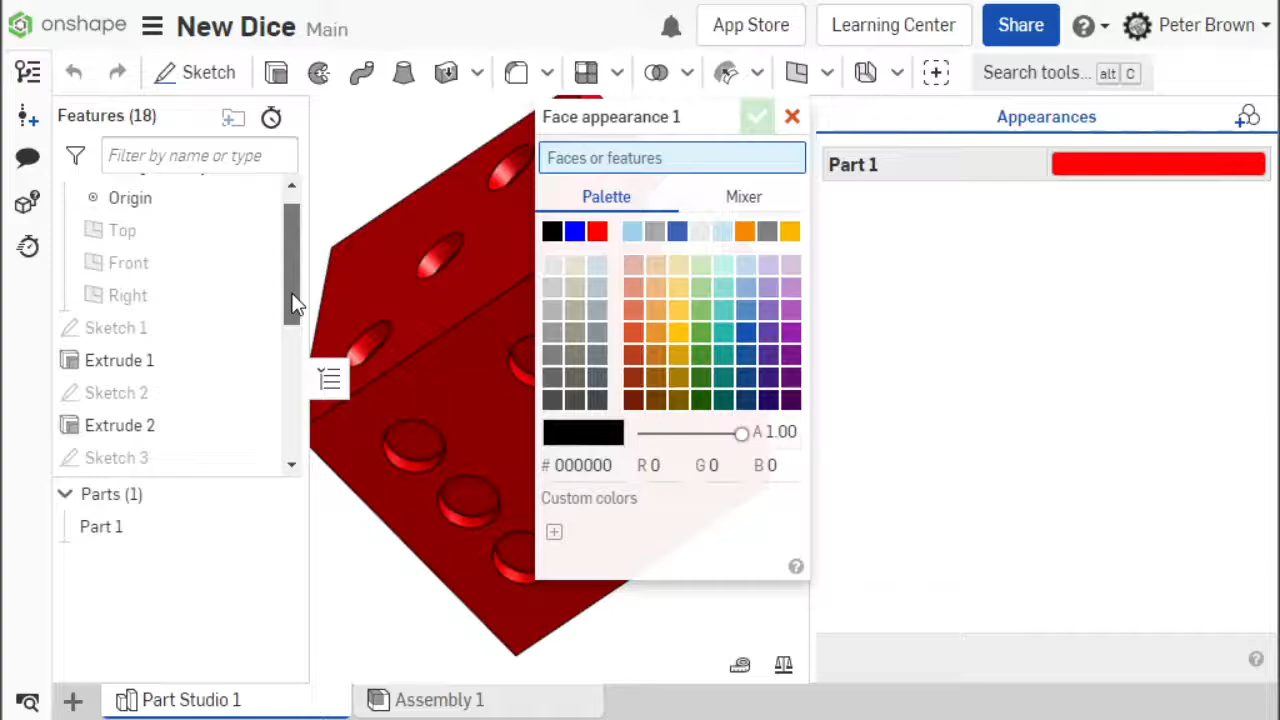 onshape New Dice Main App Store Learning Center Share Peter Brown
Sketch Search tools... alt C
Features (18)
Filter by name or type
Origin
Top
Front
Right
Sketch 1
Extrude 1
Sketch 2
Extrude 2
Sketch 3
Parts (1)
Part 1
Face appearance 1
Faces or features
Palette Mixer
A 1.00
# 000000 R 0 G 0 B 0
Custom colors
Appearances
Part 1
Part Studio 1 Assembly 1